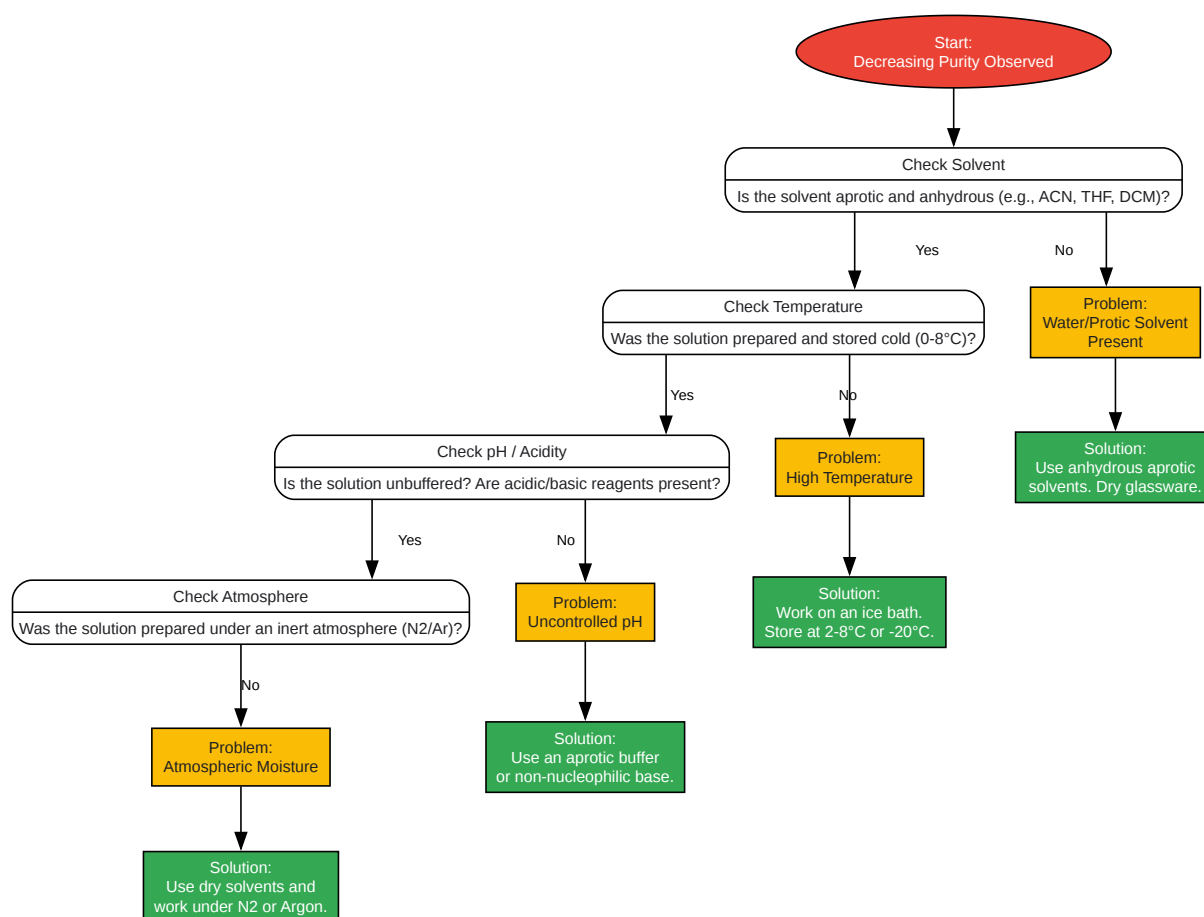 Start:
Decreasing Purity Observed
Check Solvent
Is the solvent aprotic and anhydrous (e.g., ACN, THF, DCM)?
Yes
No
Check Temperature
Was the solution prepared and stored cold (0-8°C)?
Problem:
Water/Protic Solvent
Present
Yes
No
Check pH / Acidity
Is the solution unbuffered? Are acidic/basic reagents present?
Problem:
High Temperature
Solution:
Use anhydrous aprotic
solvents. Dry glassware.
Yes
No
Check Atmosphere
Was the solution prepared under an inert atmosphere (N2/Ar)?
Problem:
Uncontrolled pH
Solution:
Work on an ice bath.
Store at 2-8°C or -20°C.
No
Problem:
Atmospheric Moisture
Solution:
Use an aprotic buffer
or non-nucleophilic base.
Solution:
Use dry solvents and
work under N2 or Argon.